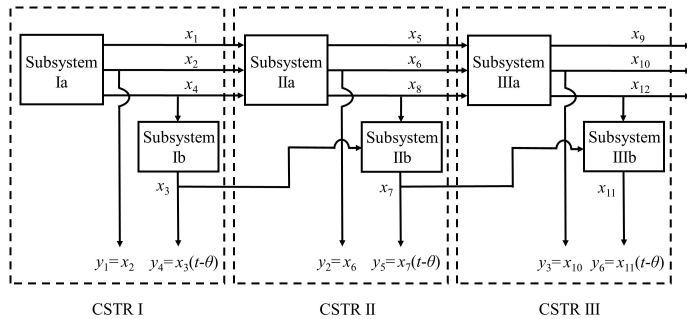 x₁ x₅ x₉
Subsystem Ia x₂ Subsystem IIa x₆ Subsystem IIIa x₁₀
x₄ x₈ x₁₂
Subsystem Ib Subsystem IIb Subsystem IIIb
x₃ x₇ x₁₁
y₁=x₂ y₄=x₃(t-θ) y₂=x₆ y₅=x₇(t-θ) y₃=x₁₀ y₆=x₁₁(t-θ)
CSTR I CSTR II CSTR III